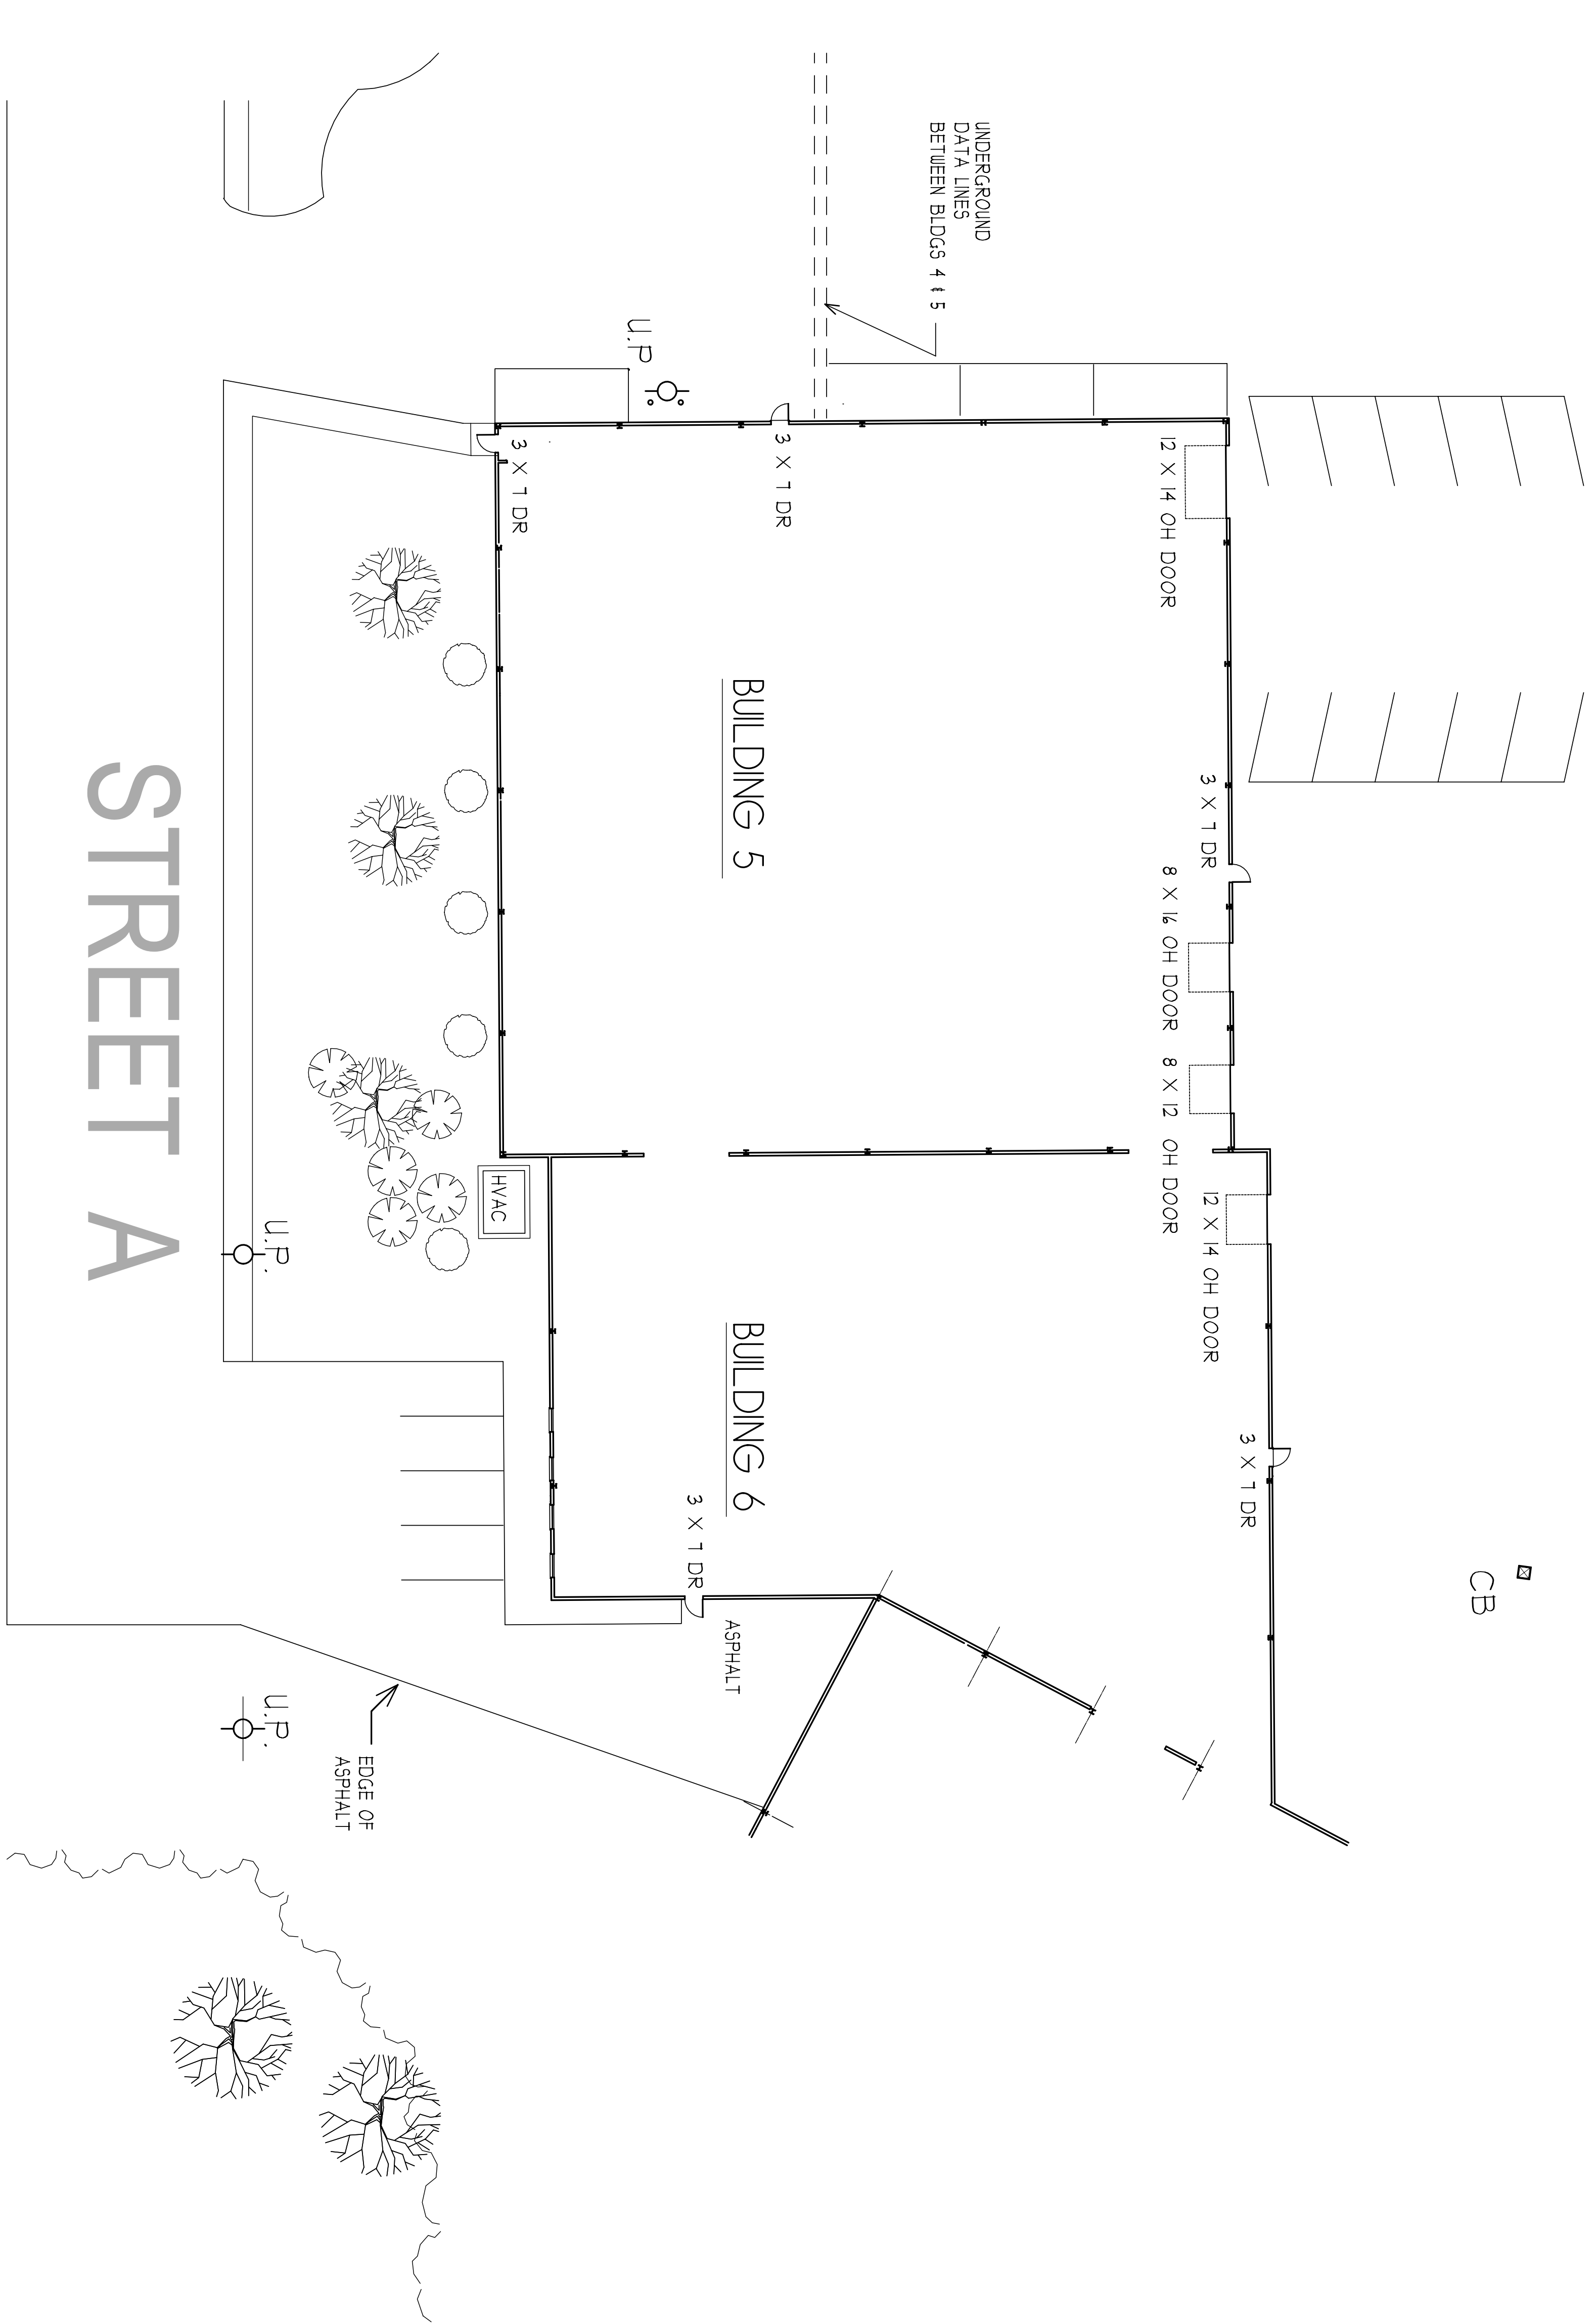 CB
3 X 7 DR
3 X 7 DR
12 X 14 OH DOOR
12 X 14 OH DOOR
8 X 16 OH DOOR
8 X 12 OH DOOR
UNDERGROUND
DATA LINES
BETWEEN BLDGS 4 & 5
3 X 7 DR
BUILDING 5
BUILDING 6
ASPHALT
3 X 7 DR
U.P
3 X 7 DR
HVAC
EDGE OF
ASPHALT
U.P.
U.P.
STREET A